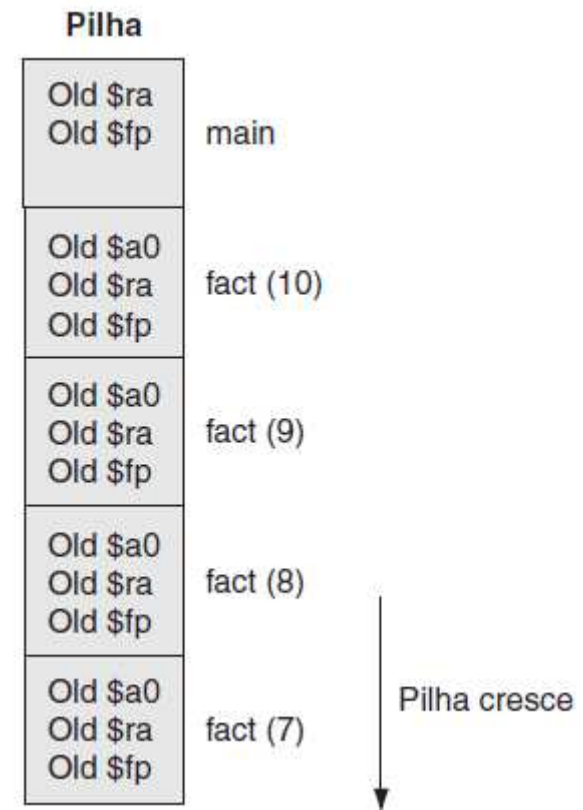 Pilha
Old $ra
Old $fp
main
Old $a0
Old $ra
Old $fp
fact (10)
Old $a0
Old $ra
Old $fp
fact (9)
Old $a0
Old $ra
Old $fp
fact (8)
Old $a0
Old $ra
Old $fp
fact (7)
Pilha cresce